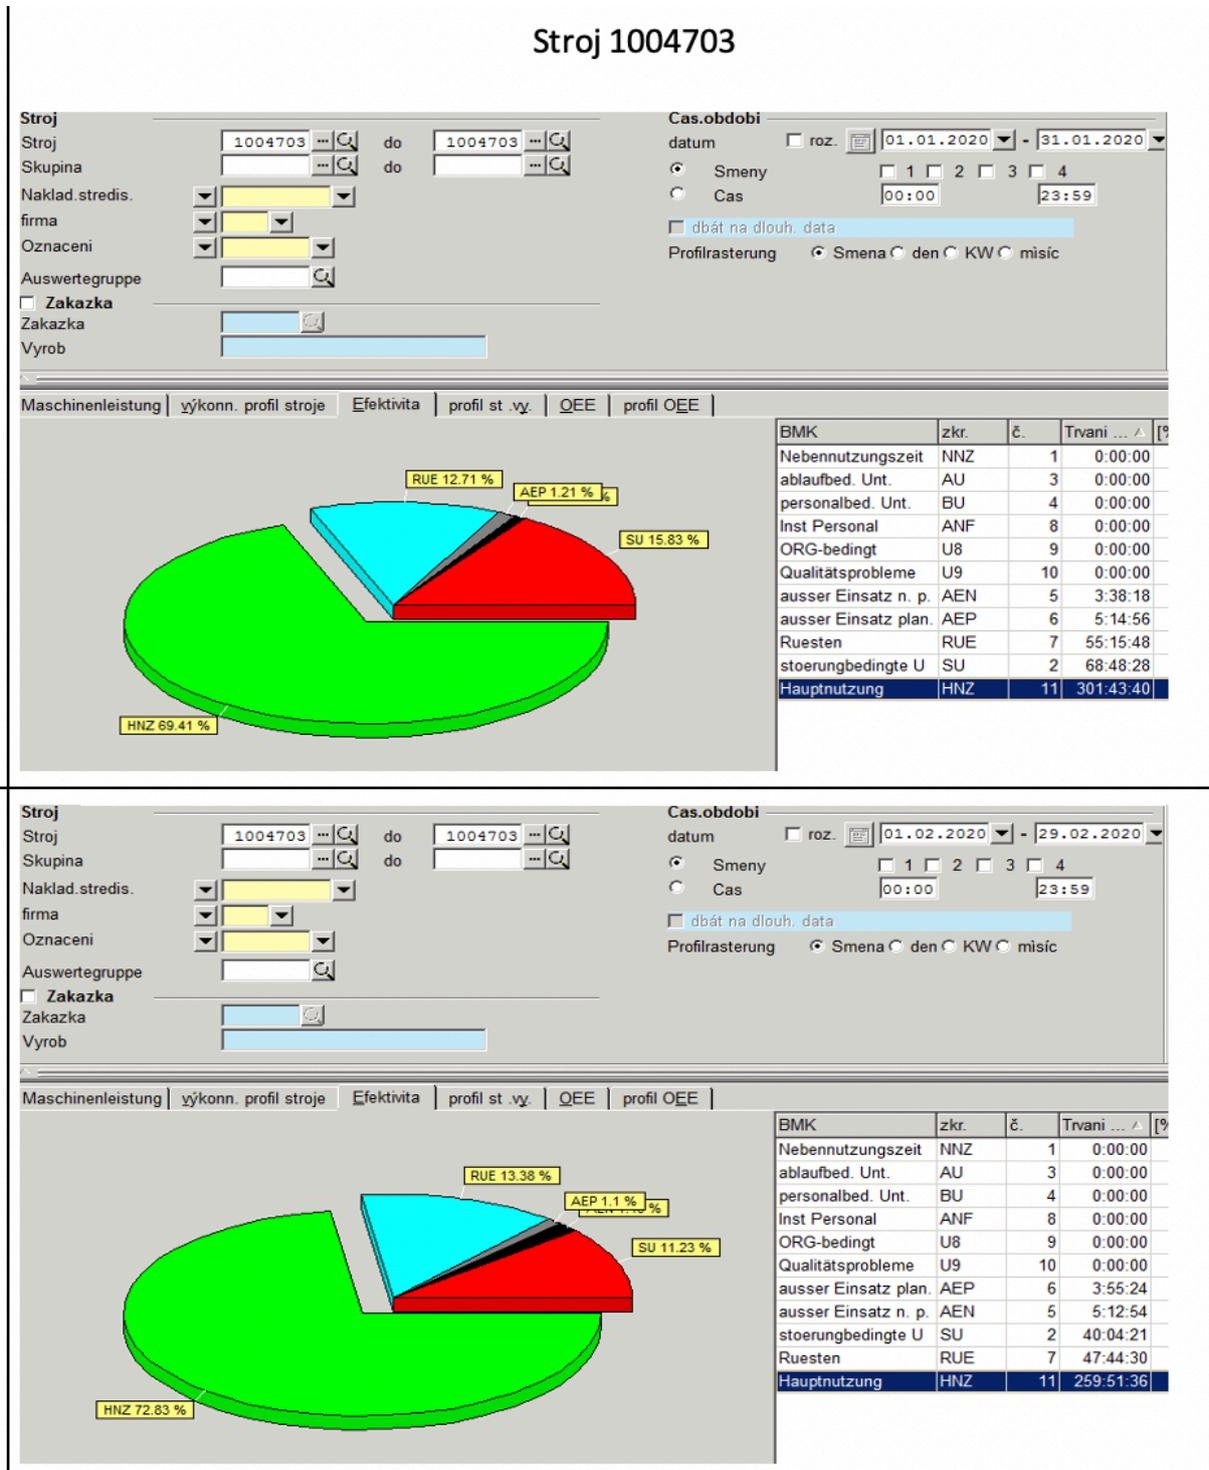 Stroj 1004703
Stroj Cas.obdobi
Stroj 1004703 ... do 1004703 ... datum roz. 01.01.2020 - 31.01.2020
Skupina ... do ... Smeny 1 2 3 4
Naklad.stredis. Cas 00:00 23:59
firma dbát na dlouh. data
Oznaceni Profilrasterung Smena den KW mìsíc
Auswertegruppe
Zakazka
Zakazka
Vyrob
Maschinenleistung výkonn. profil stroje Efektivita profil st .vy. OEE profil OEE
RUE 12.71 %
AEP 1.21 % %
SU 15.83 %
HNZ 69.41 %
BMK zkr. č. Trvani ... [%
Nebennutzungszeit NNZ 1 0:00:00
ablaufbed. Unt. AU 3 0:00:00
personalbed. Unt. BU 4 0:00:00
Inst Personal ANF 8 0:00:00
ORG-bedingt U8 9 0:00:00
Qualitätsprobleme U9 10 0:00:00
ausser Einsatz n. p. AEN 5 3:38:18
ausser Einsatz plan. AEP 6 5:14:56
Ruesten RUE 7 55:15:48
stoerungbedingte U SU 2 68:48:28
Hauptnutzung HNZ 11 301:43:40
Stroj Cas.obdobi
Stroj 1004703 ... do 1004703 ... datum roz. 01.02.2020 - 29.02.2020
Skupina ... do ... Smeny 1 2 3 4
Naklad.stredis. Cas 00:00 23:59
firma dbát na dlouh. data
Oznaceni Profilrasterung Smena den KW mìsíc
Auswertegruppe
Zakazka
Zakazka
Vyrob
Maschinenleistung výkonn. profil stroje Efektivita profil st .vy. OEE profil OEE
RUE 13.38 %
AEP 1.1 %
%
SU 11.23 %
HNZ 72.83 %
BMK zkr. č. Trvani ... [%
Nebennutzungszeit NNZ 1 0:00:00
ablaufbed. Unt. AU 3 0:00:00
personalbed. Unt. BU 4 0:00:00
Inst Personal ANF 8 0:00:00
ORG-bedingt U8 9 0:00:00
Qualitätsprobleme U9 10 0:00:00
ausser Einsatz plan. AEP 6 3:55:24
ausser Einsatz n. p. AEN 5 5:12:54
stoerungbedingte U SU 2 40:04:21
Ruesten RUE 7 47:44:30
Hauptnutzung HNZ 11 259:51:36